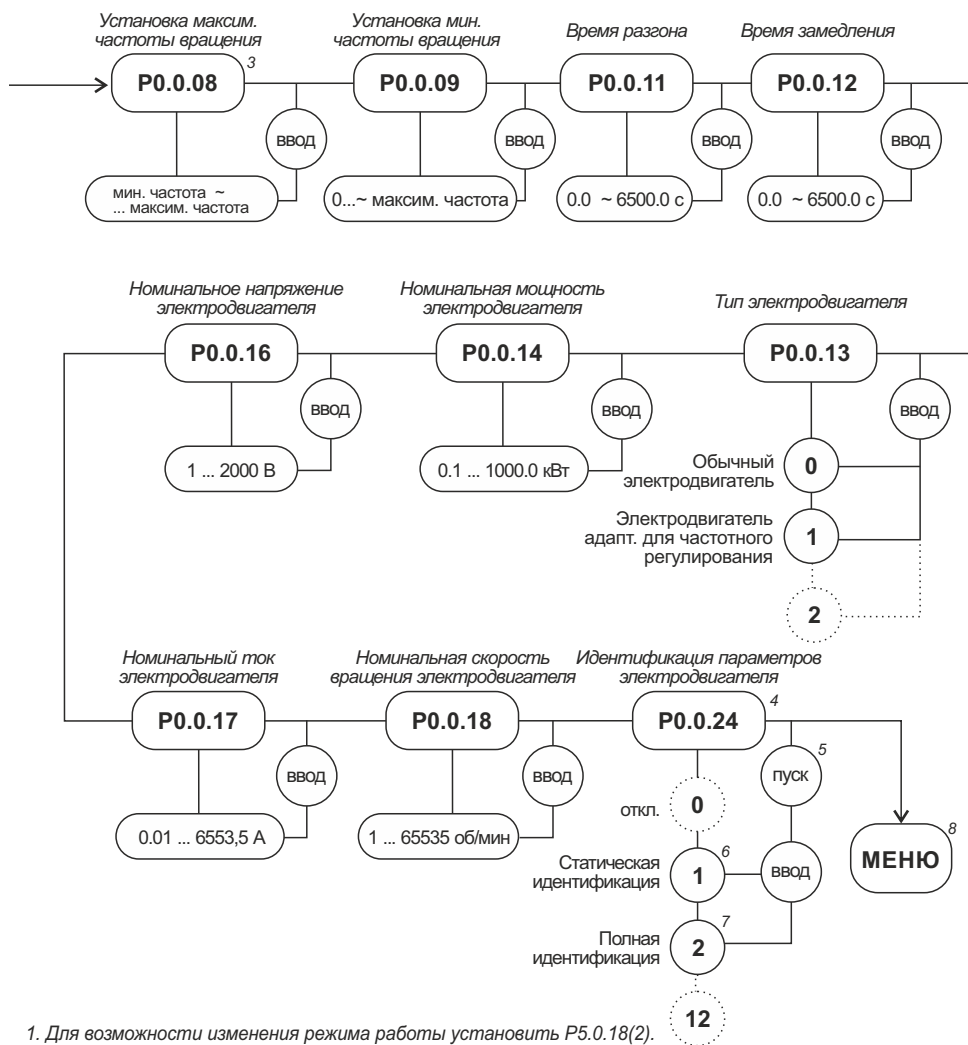 Установка максим.
частоты вращения
P0.0.08
3
ввод
мин. частота ~
... максим. частота
Установка мин.
частоты вращения
P0.0.09
ввод
0...~ максим. частота
Время разгона
P0.0.11
ввод
0.0 ~ 6500.0 с
Время замедления
P0.0.12
ввод
0.0 ~ 6500.0 с
Номинальное напряжение
электродвигателя
P0.0.16
ввод
1 ... 2000 В
Номинальная мощность
электродвигателя
P0.0.14
ввод
0.1 ... 1000.0 кВт
Тип электродвигателя
P0.0.13
ввод
Обычный
электродвигатель
0
Электродвигатель
адапт. для частотного
регулирования
1
2
Номинальный ток
электродвигателя
P0.0.17
ввод
0.01 ... 6553,5 А
Номинальная скорость
вращения электродвигателя
P0.0.18
ввод
1 ... 65535 об/мин
Идентификация параметров
электродвигателя
P0.0.24
4
5
пуск
откл.
0
Статическая
идентификация
1
6
ввод
Полная
идентификация
2
7
12
МЕНЮ
8
1. Для возможности изменения режима работы установить P5.0.18(2).